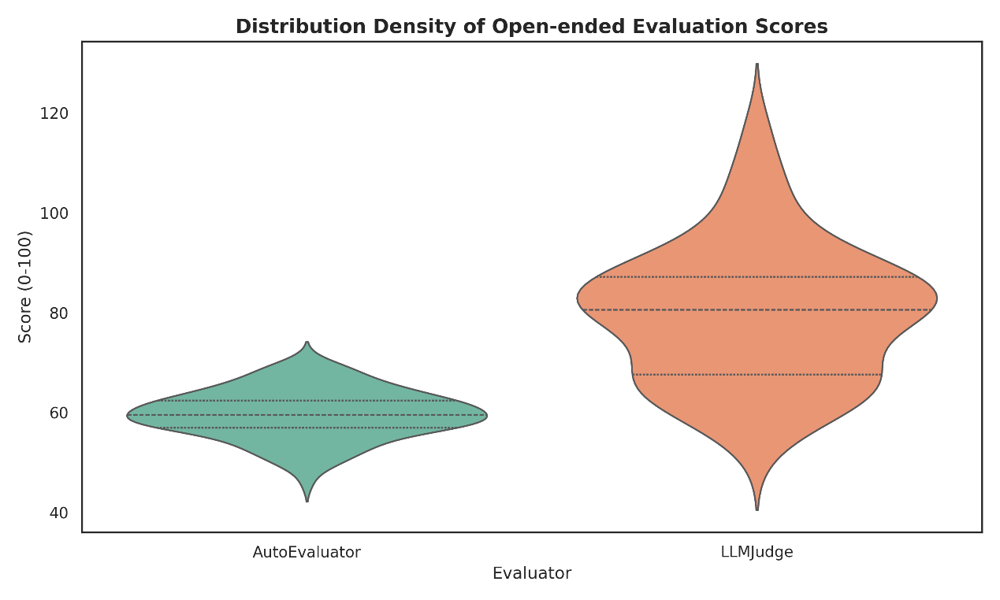 Distribution Density of Open-ended Evaluation Scores
Score (0-100)
120
100
80
60
40
AutoEvaluator
LLMJudge
Evaluator